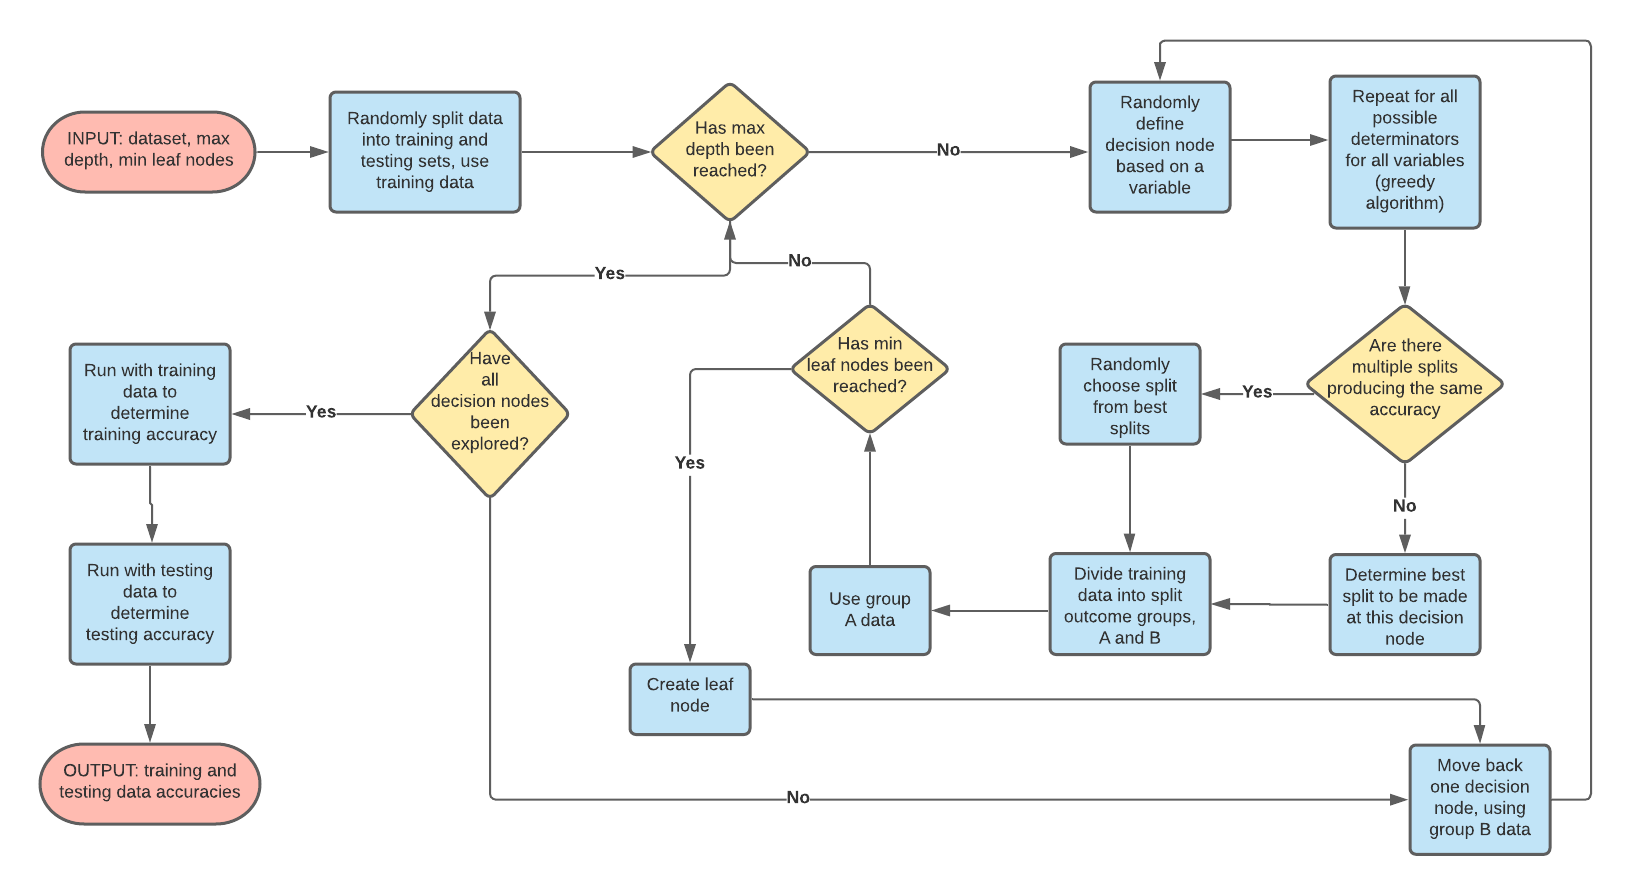 INPUT: dataset, max
depth, min leaf nodes
Randomly split data
into training and
testing sets, use
training data
Has max
depth been
reached?
No
Randomly
define
decision node
based on a
variable
Repeat for all
possible
determinators
for all variables
(greedy
algorithm)
Yes
No
Have
all
decision nodes
been
explored?
Has min
leaf nodes been
reached?
Are there
multiple splits
producing the same
accuracy
Yes
Randomly
choose split
from best
splits
Yes
Run with training
data to
determine
training accuracy
Yes
No
Run with testing
data to
determine
testing accuracy
Use group
A data
Divide training
data into split
outcome groups,
A and B
Determine best
split to be made
at this decision
node
Create leaf
node
OUTPUT: training and
testing data accuracies
No
Move back
one decision
node, using
group B data